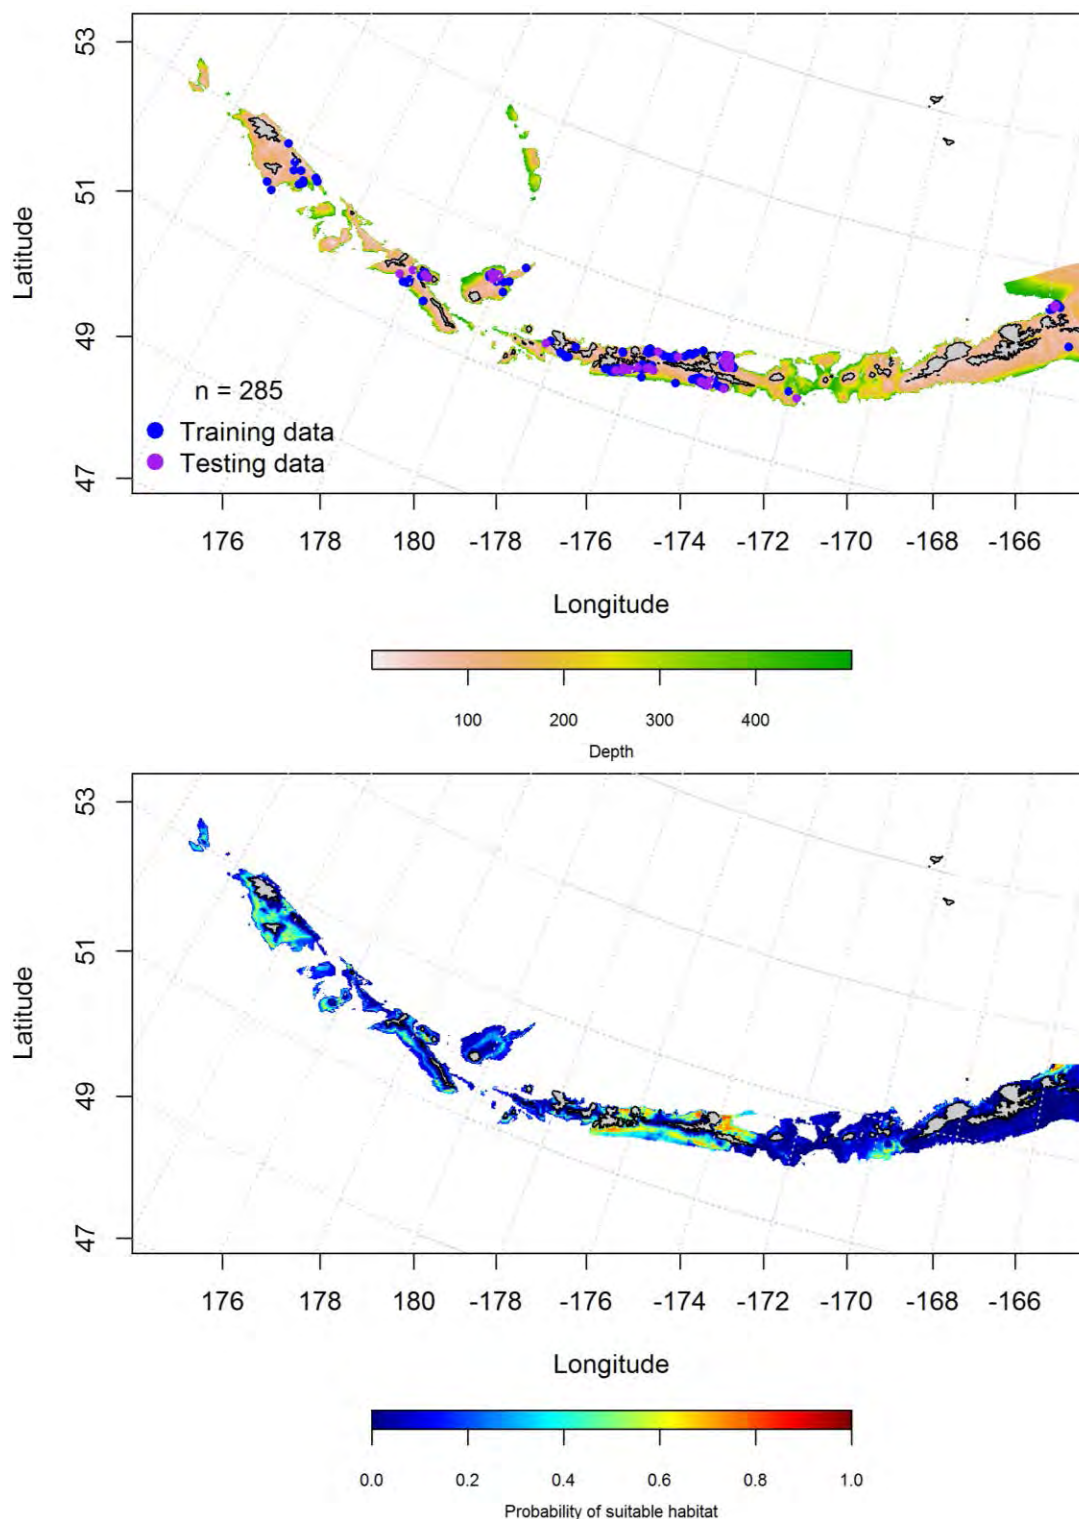 53
51
49
47
Latitude
n = 285
Training data
Testing data
176 178 180 -178 -176 -174 -172 -170 -168 -166
Longitude
100 200 300 400
Depth
53
51
49
47
Latitude
176 178 180 -178 -176 -174 -172 -170 -168 -166
Longitude
0.0 0.2 0.4 0.6 0.8 1.0
Probability of suitable habitat